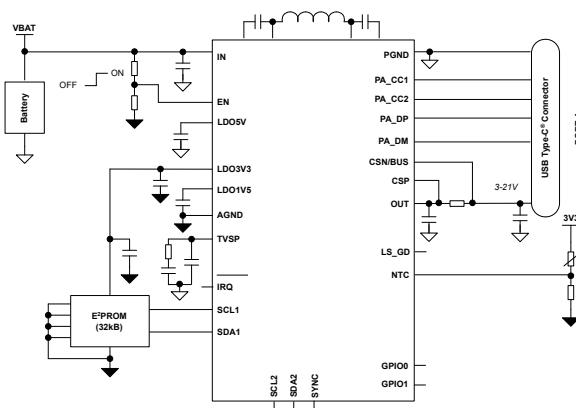 VBAT
IN
PGND
OFF
ON
PA_CC1
EN
PA_CC2
Battery
LDO5V
PA_DP
PA_DM
USB Type-C® Connector
CSN/BUS
LDO3V3
CSP
LDO1V5
OUT
3-21V
AGND
3V3
TVSP
LS_GD
NTC
IRQ
E²PROM
(32kB)
SCL1
SDA1
GPIO0
GPIO1
SCL2
SDA2
SYNC